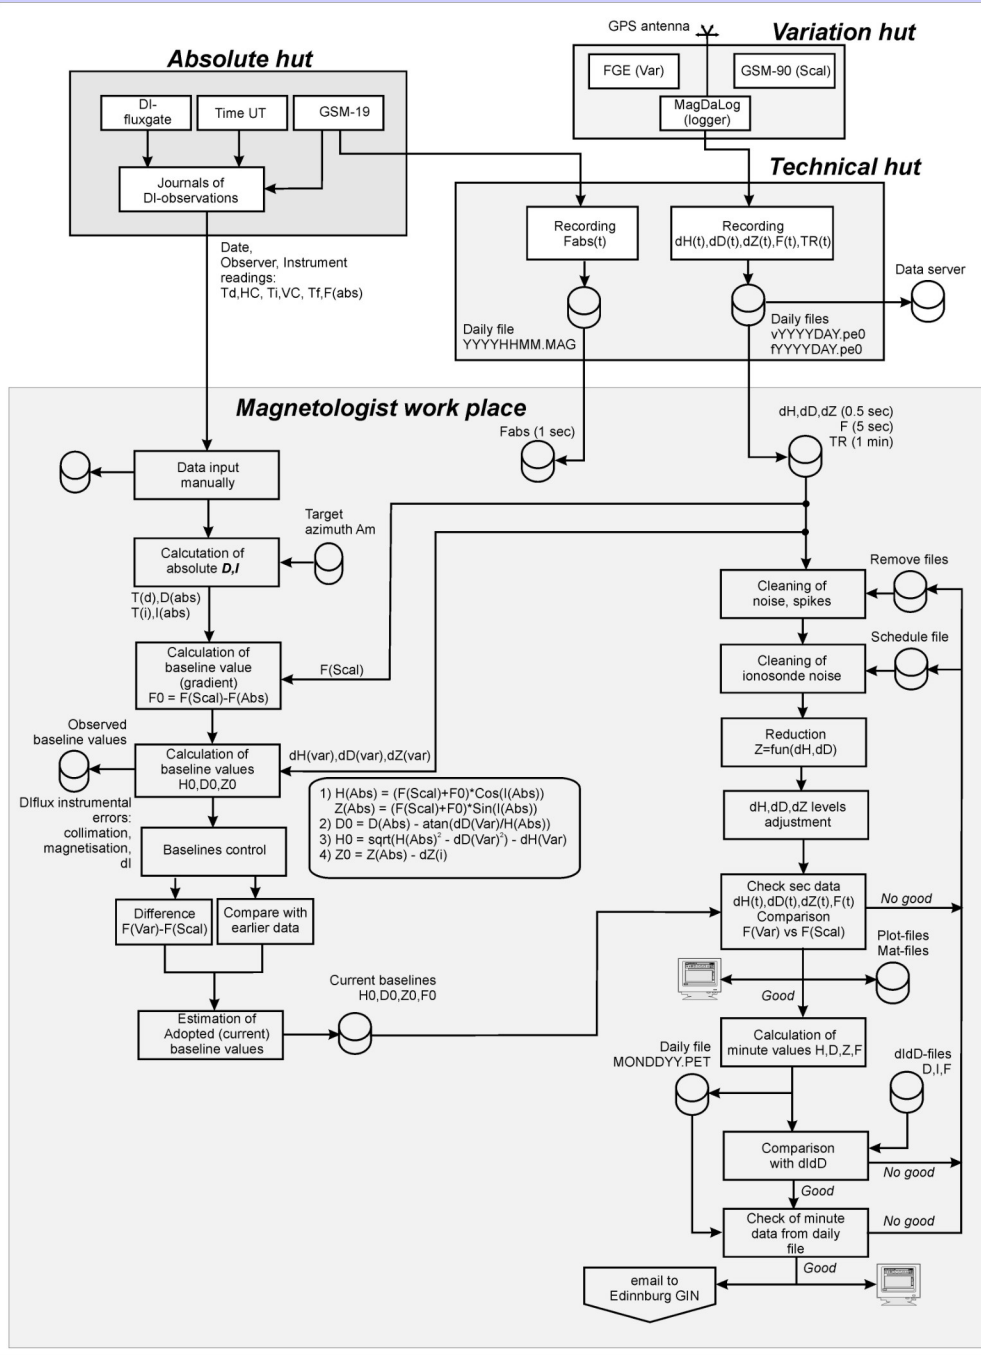 GPS antenna
Variation hut
Absolute hut
FGE (Var)
GSM-90 (Scal)
MagDaLog
(logger)
DI-
fluxgate
Time UT
GSM-19
Technical hut
Journals of
DI-observations
Recording
Fabs(t)
Recording
dH(t),dD(t),dZ(t),F(t),TR(t)
Date,
Observer, Instrument
readings:
Td,HC, Ti,VC, Tf,F(abs)
Data server
Daily file
YYYYHHMM.MAG
Daily files
vYYYYDAY.pe0
fYYYYDAY.pe0
Magnetologist work place
Fabs (1 sec)
dH,dD,dZ (0.5 sec)
F (5 sec)
TR (1 min)
Data input
manually
Target
azimuth Am
Calcutation of
absolute D,I
T(d),D(abs)
T(i),I(abs)
Remove files
Cleaning of
noise, spikes
Schedule file
Cleaning of
ionosonde noise
Calculation of
baseline value
(gradient)
F0 = F(Scal)-F(Abs)
F(Scal)
Observed
baseline values
Calculation of
baseline values
H0,D0,Z0
dH(var),dD(var),dZ(var)
Reduction
Z=fun(dH,dD)
DIflux instrumental
errors:
collimation,
magnetisation,
dI
1) H(Abs) = (F(Scal)+F0)*Cos(I(Abs))
Z(Abs) = (F(Scal)+F0)*Sin(I(Abs))
2) D0 = D(Abs) - atan(dD(Var)/H(Abs))
3) H0 = sqrt(H(Abs)² - dD(Var)²) - dH(Var)
4) Z0 = Z(Abs) - dZ(i)
dH,dD,dZ levels
adjustment
Baselines control
Difference
F(Var)-F(Scal)
Compare with
earlier data
Check sec data
dH(t),dD(t),dZ(t),F(t)
Comparison
F(Var) vs F(Scal)
No good
Plot-files
Mat-files
Good
Current baselines
H0,D0,Z0,F0
Estimation of
Adopted (current)
baseline values
Calculation of
minute values H,D,Z,F
Daily file
MONDDYY.PET
dIdD-files
D,I,F
Comparison
with dIdD
No good
Good
Check of minute
data from daily
file
No good
Good
email to
Edinnburg GIN